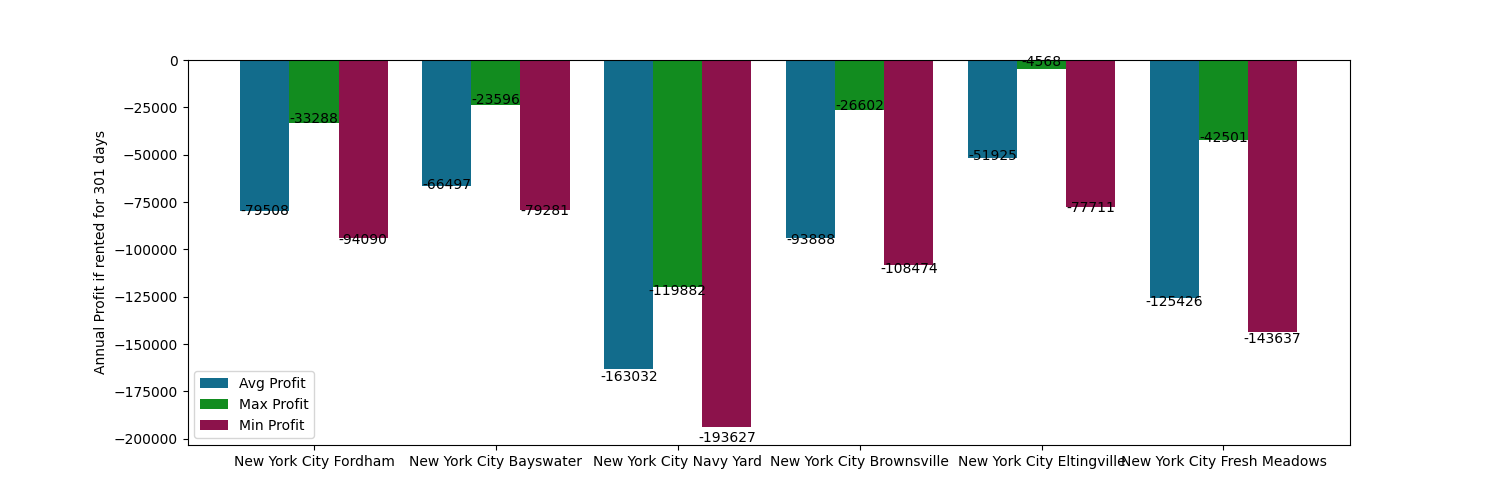 0
−25000
−50000
−75000
−100000
−125000
−150000
−175000
−200000
Annual Profit if rented for 301 days
-79508
-33288
-94090
-66497
-23596
-79281
-163032
-119882
-193627
-93888
-26602
-108474
-51925
-4568
-77711
-125426
-42501
-143637
Avg Profit
Max Profit
Min Profit
New York City Fordham
New York City Bayswater
New York City Navy Yard
New York City Brownsville
New York City Eltingville
New York City Fresh Meadows